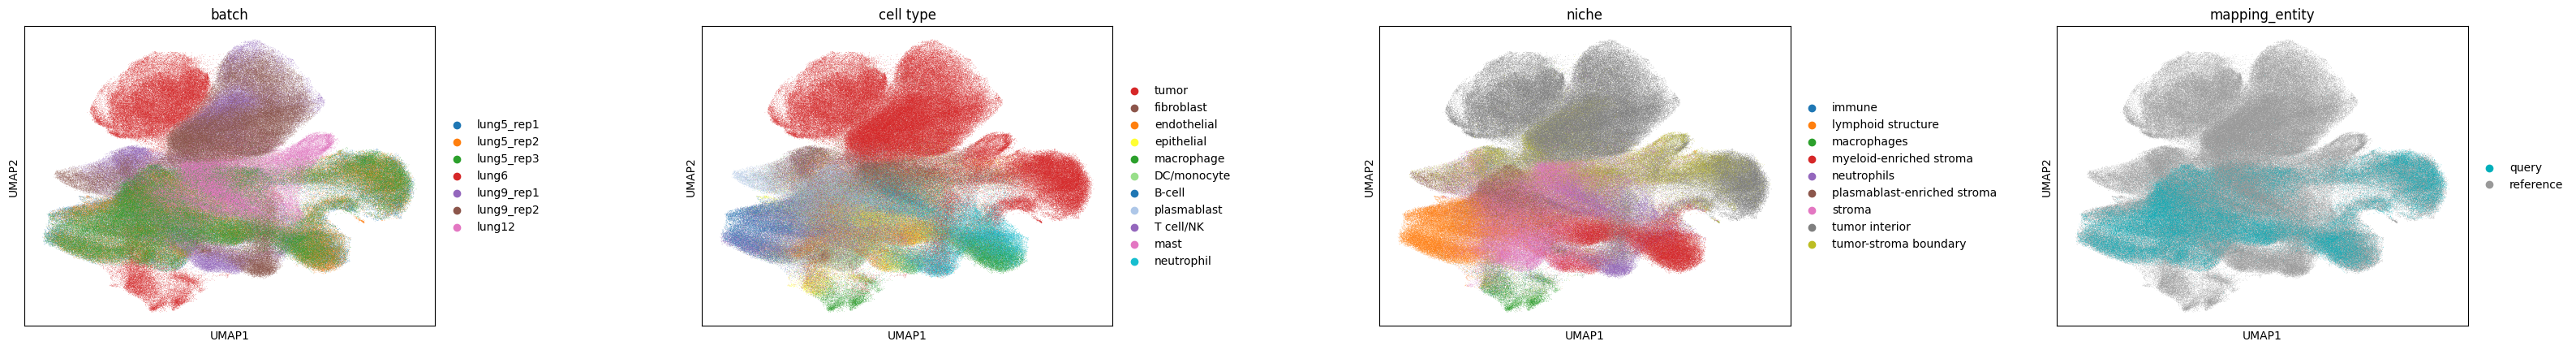 batch
UMAP2
UMAP1
lung5_rep1
lung5_rep2
lung5_rep3
lung6
lung9_rep1
lung9_rep2
lung12
cell type
UMAP2
UMAP1
tumor
fibroblast
endothelial
epithelial
macrophage
DC/monocyte
B-cell
plasmablast
T cell/NK
mast
neutrophil
niche
UMAP2
UMAP1
immune
lymphoid structure
macrophages
myeloid-enriched stroma
neutrophils
plasmablast-enriched stroma
stroma
tumor interior
tumor-stroma boundary
mapping_entity
UMAP2
UMAP1
query
reference